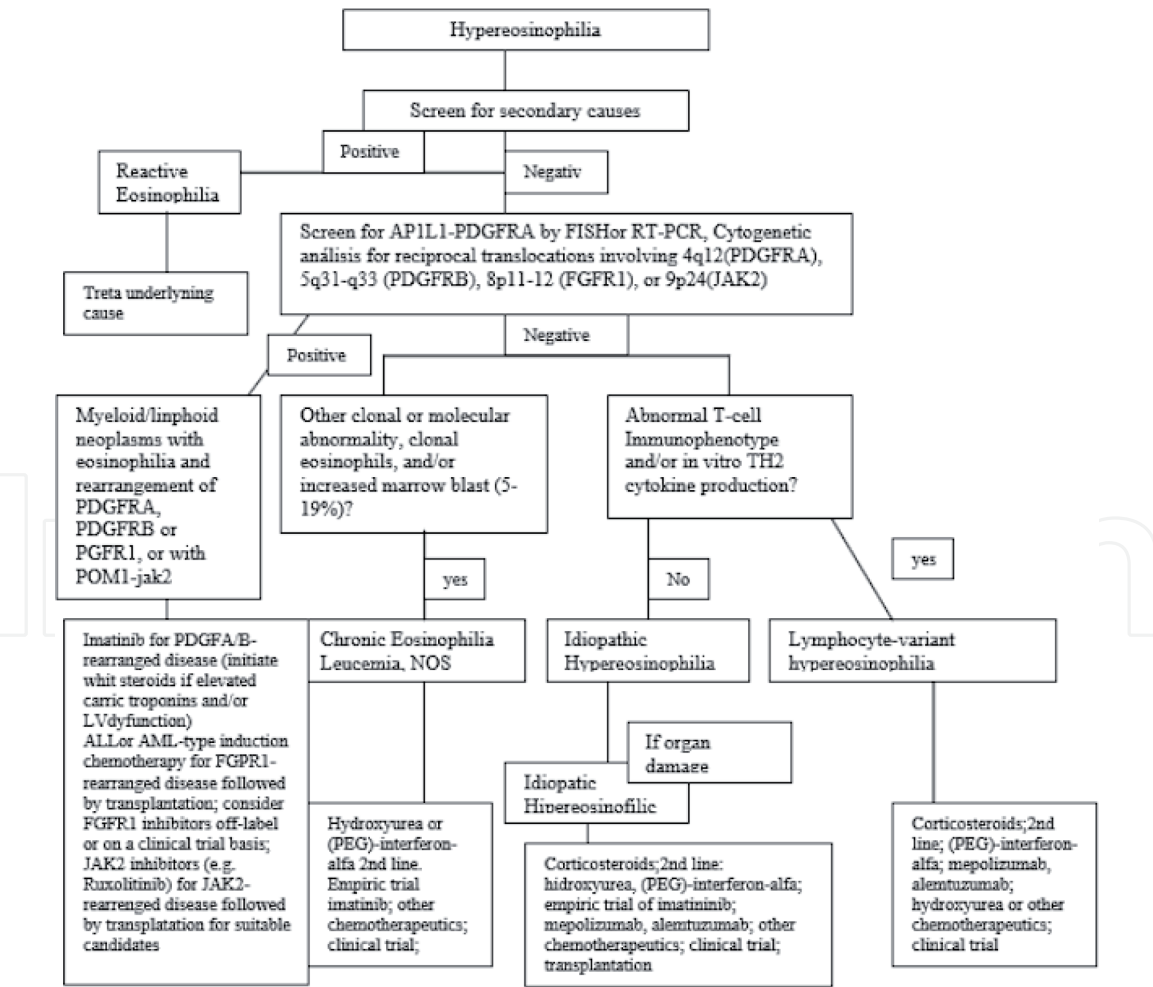 Hypereosinophilia
Screen for secondary causes
Positive
Negativ
Reactive
Eosinophilia
Treta underlyning
cause
Screen for AP1L1-PDGFRA by FISHor RT-PCR, Cytogenetic
análisis for reciprocal translocations involving 4q12(PDGFRA),
5q31-q33 (PDGFRB), 8p11-12 (FGFR1), or 9p24(JAK2)
Negative
Positive
Myeloid/linphoid
neoplasms with
eosinophilia and
rearrangement of
PDGFRA,
PDGFRB or
PGFR1, or with
POM1-jak2
Other clonal or molecular
abnormality, clonal
eosinophils, and/or
increased marrow blast (5-
19%)?
Abnormal T-cell
Immunophenotype
and/or in vitro TH2
cytokine production?
yes
No
yes
Imatinib for PDGFA/B-
rearranged disease (initiate
whit steroids if elevated
carric troponins and/or
LVdyfunction)
ALLor AML-type induction
chemotherapy for FGPR1-
rearranged disease followed
by transplantation; consider
FGFR1 inhibitors off-label
or on a clinical trial basis;
JAK2 inhibitors (e.g.
Ruxolitinib) for JAK2-
rearrenged disease followed
by transplatation for suitable
candidates
Chronic Eosinophilia
Leucemia, NOS
Idiopathic
Hypereosinophilia
Lymphocyte-variant
hypereosinophilia
If organ
damage
Idiopatic
Hipereosinofilic
Hydroxyurea or
(PEG)-interferon-
alfa 2nd line.
Empiric trial
imatinib; other
chemotherapeutics;
clinical trial;
Corticosteroids;2nd line:
hidroxyurea, (PEG)-interferon-alfa;
empiric trial of imatininib;
mepolizumab, alemtuzumab; other
chemotherapeutics; clinical trial;
transplantation
Corticosteroids;2nd
line; (PEG)-interferon-
alfa; mepolizumab,
alemtuzumab;
hydroxyurea or other
chemotherapeutics;
clinical trial